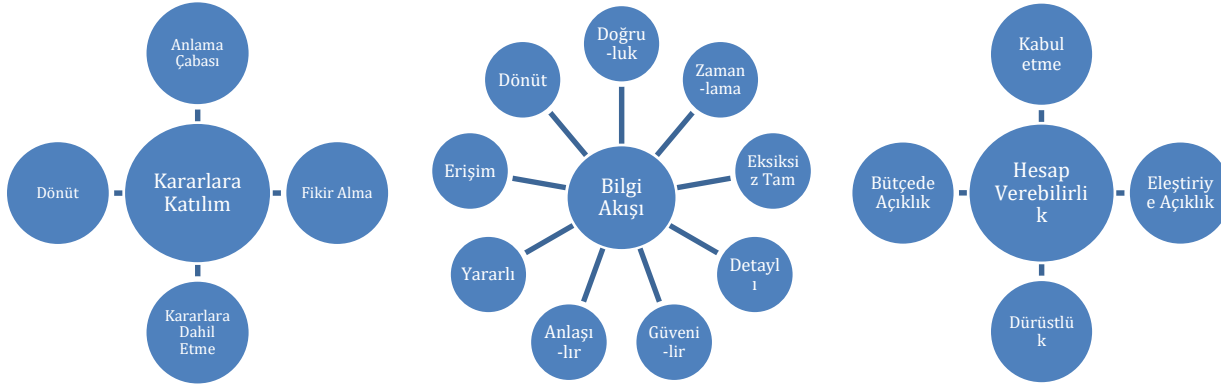 Anlama
Çabası
Dönüt
Kararlara
Katılım
Fikir Alma
Kararlara
Dahil
Etme
Doğru
-luk
Dönüt
Zaman
-lama
Erişim
Bilgi
Akışı
Eksiksi
z Tam
Yararlı
Detayl
ı
Anlaşı
-lır
Güveni
-lir
Kabul
etme
Bütçede
Açıklık
Hesap
Verebilirli
k
Eleştiriy
e Açıklık
Dürüstlü
k